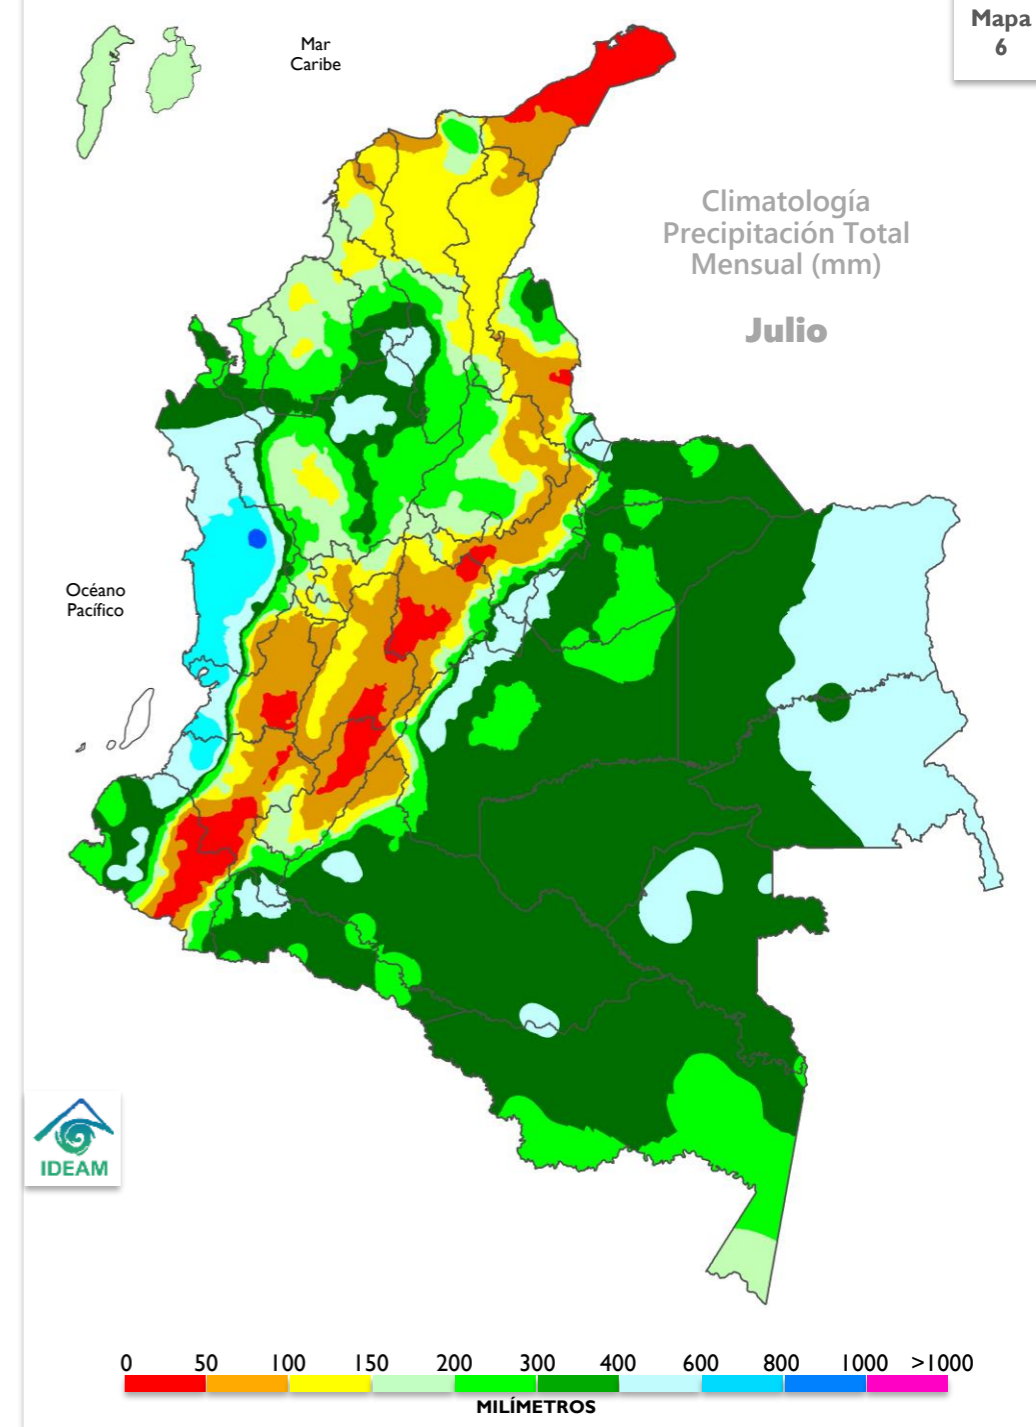 Mapa
6
Mar
Caribe
Climatología
Precipitación Total
Mensual (mm)
Julio
Océano
Pacífico
IDEAM
0 50 100 150 200 300 400 600 800 1000 >1000
MILÍMETROS